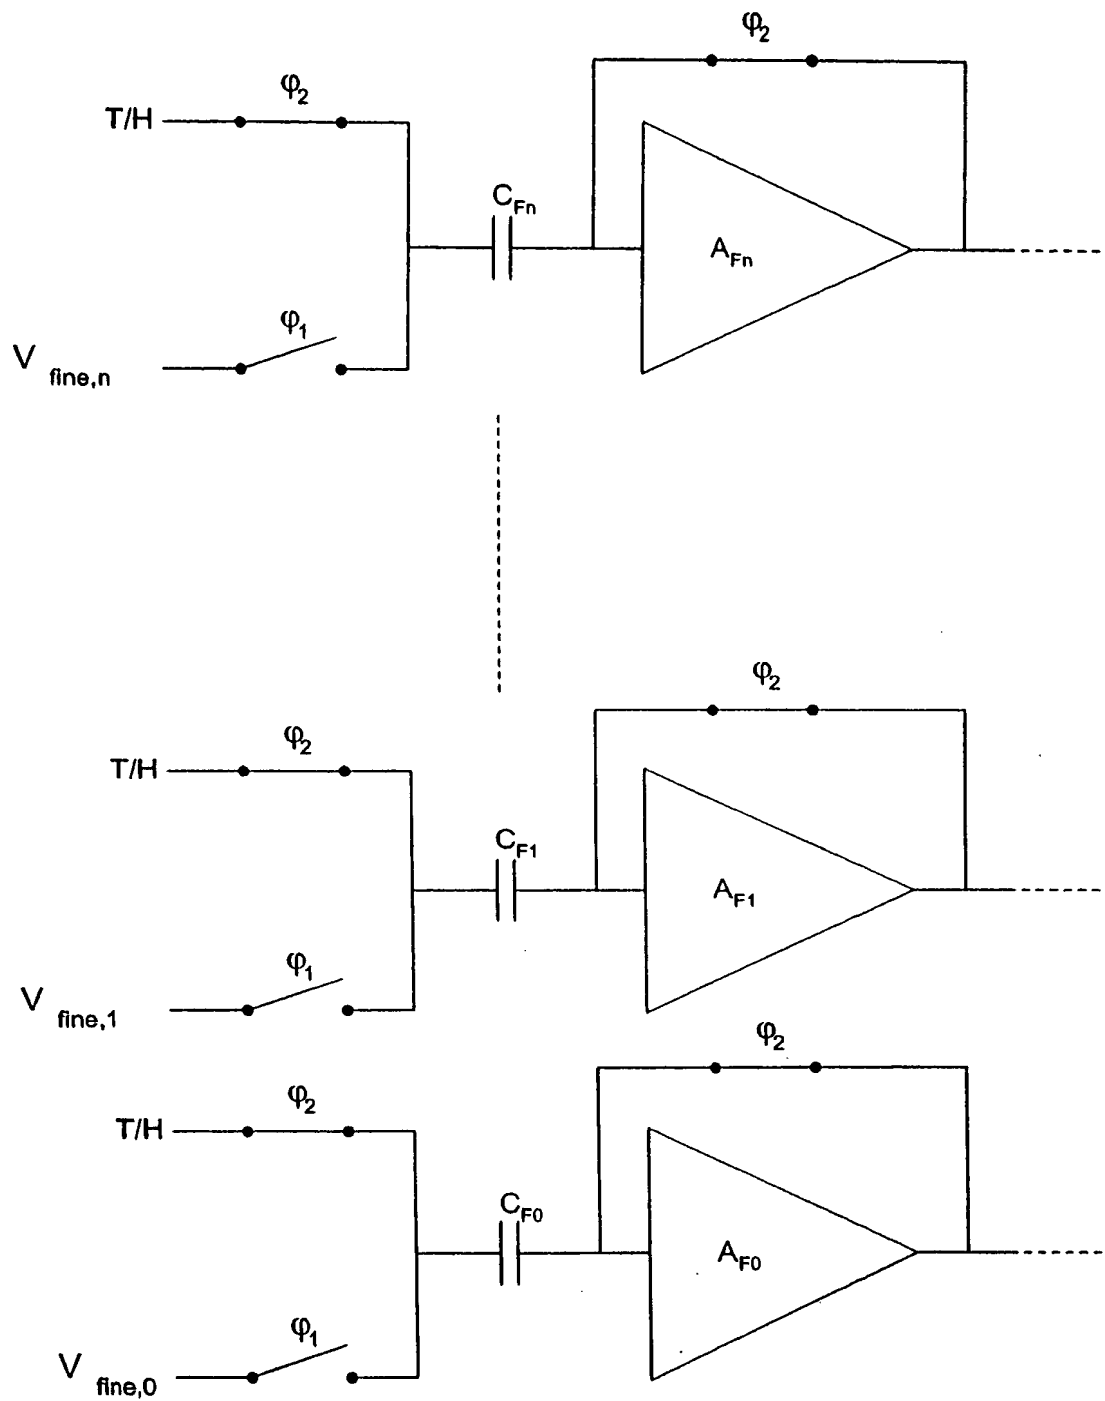 φ2
φ2
T/H
CFn
AFn
φ1
V fine,n
φ2
φ2
T/H
CF1
AF1
φ1
V fine,1
φ2
φ2
T/H
CF0
AF0
φ1
V fine,0